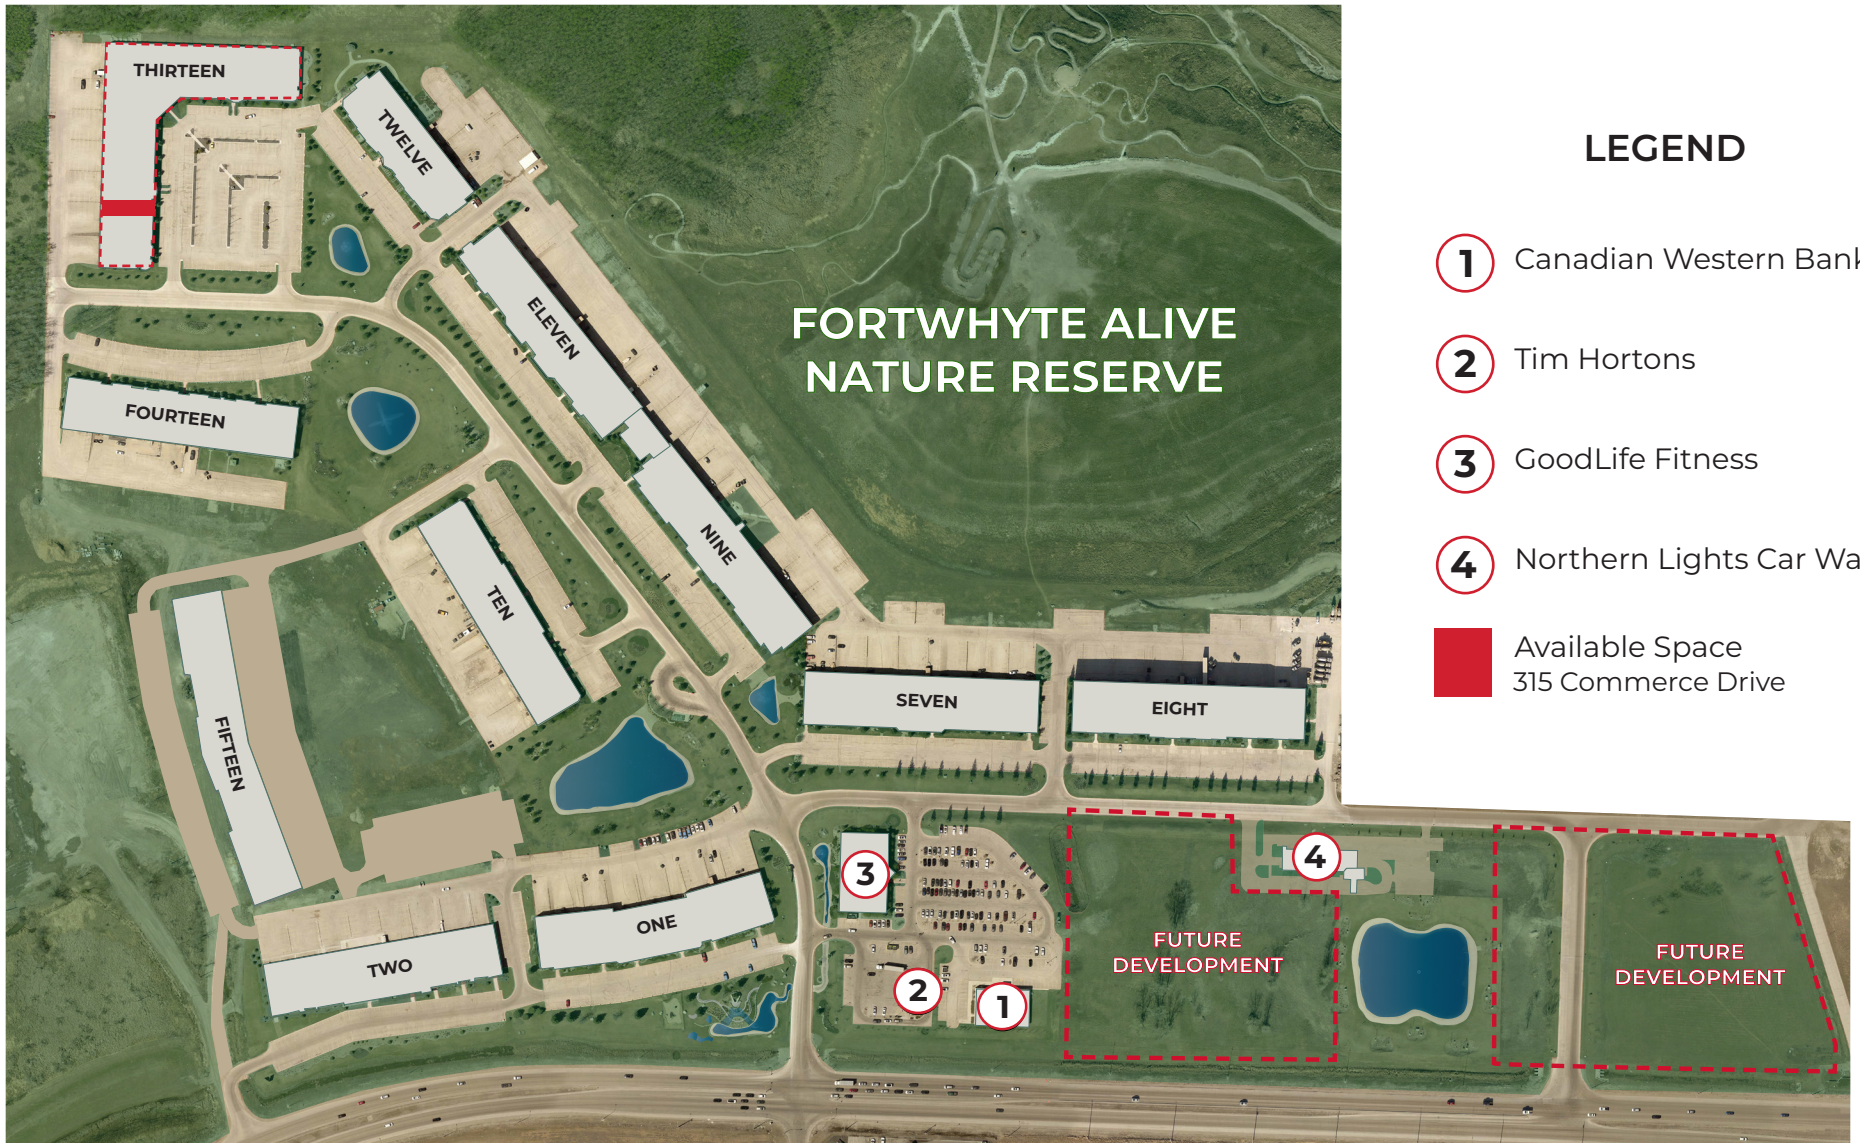 THIRTEEN
TWELVE
ELEVEN
FORTWHYTE ALIVE
NATURE RESERVE
FOURTEEN
NINE
TEN
FIFTEEN
SEVEN
EIGHT
ONE
TWO
3
4
2
1
FUTURE
DEVELOPMENT
FUTURE
DEVELOPMENT
LEGEND
1 Canadian Western Bank
2 Tim Hortons
3 GoodLife Fitness
4 Northern Lights Car Wa
Available Space
315 Commerce Drive